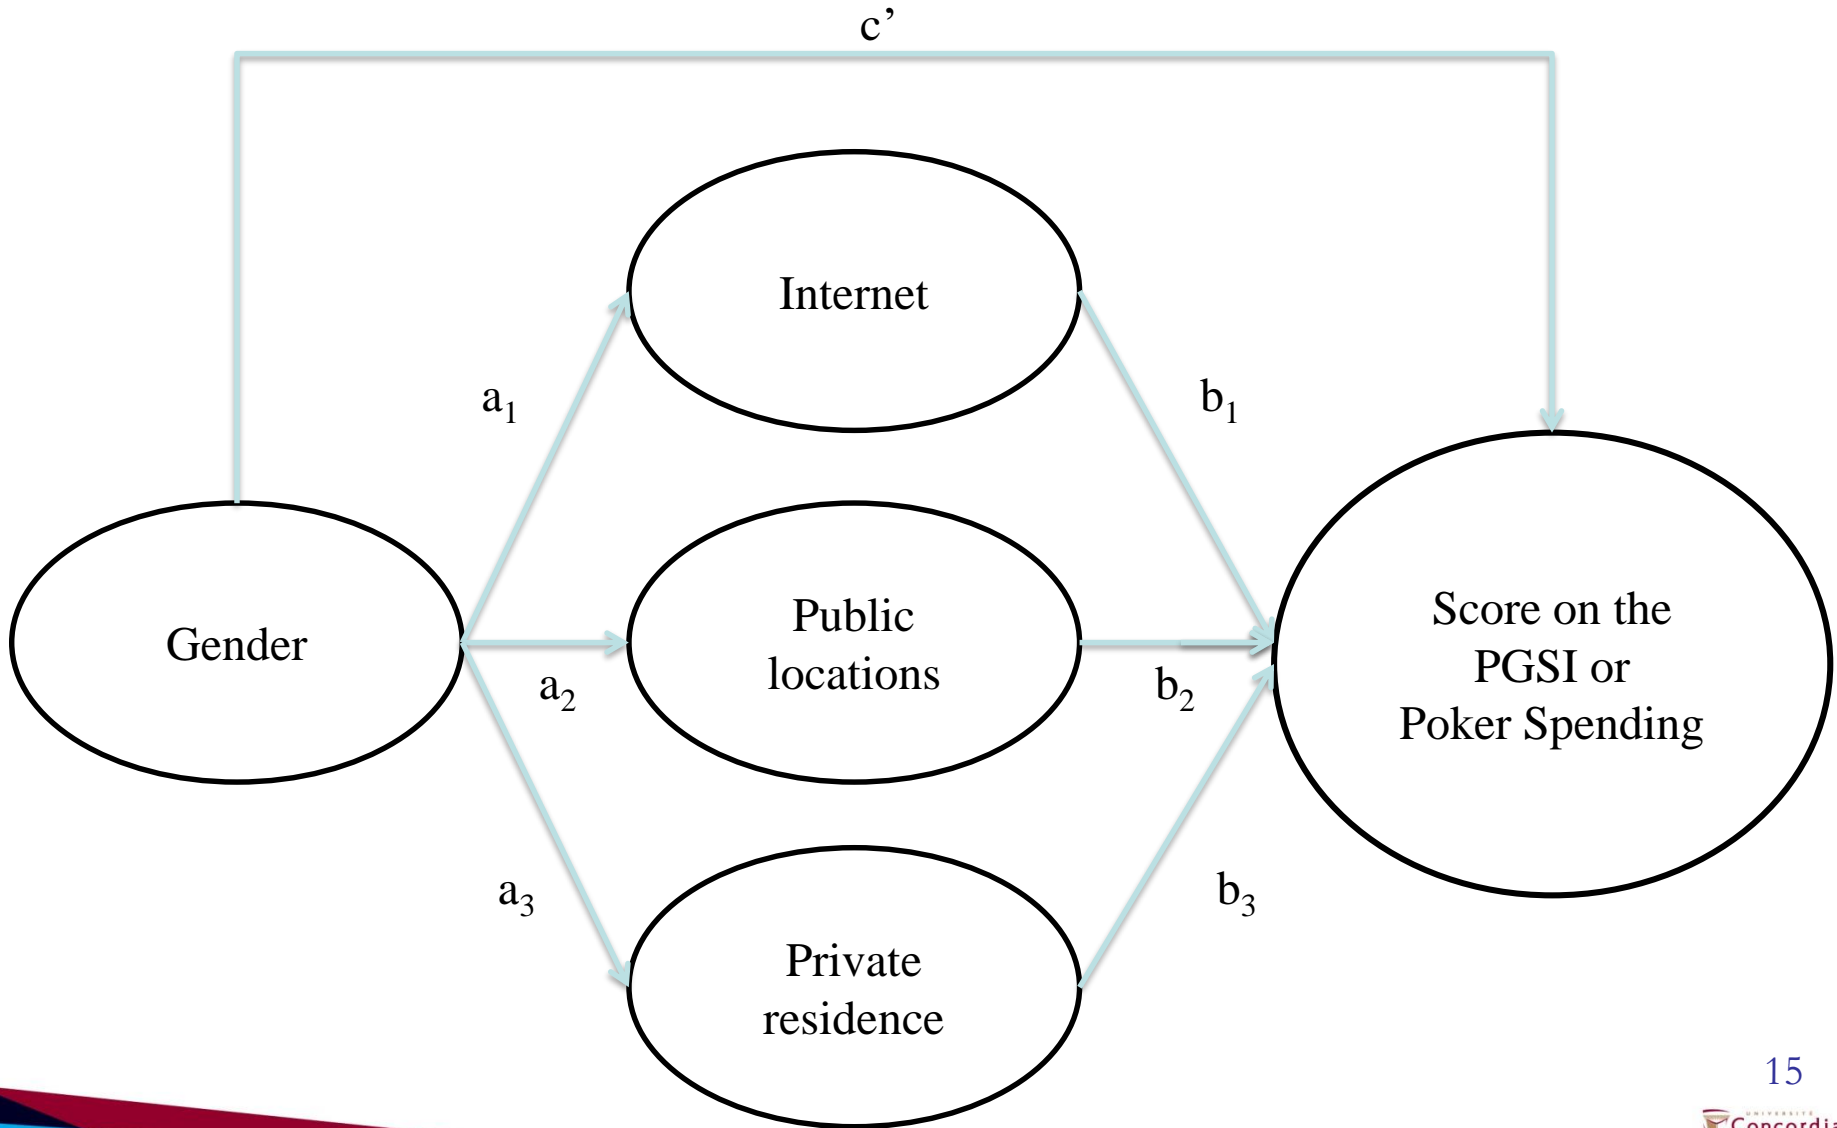 c’
Internet
a₁
b₁
Gender
Public
locations
a₂
b₂
Score on the
PGSI or
Poker Spending
a₃
b₃
Private
residence
15
UNIVERSITÉ
Concordia